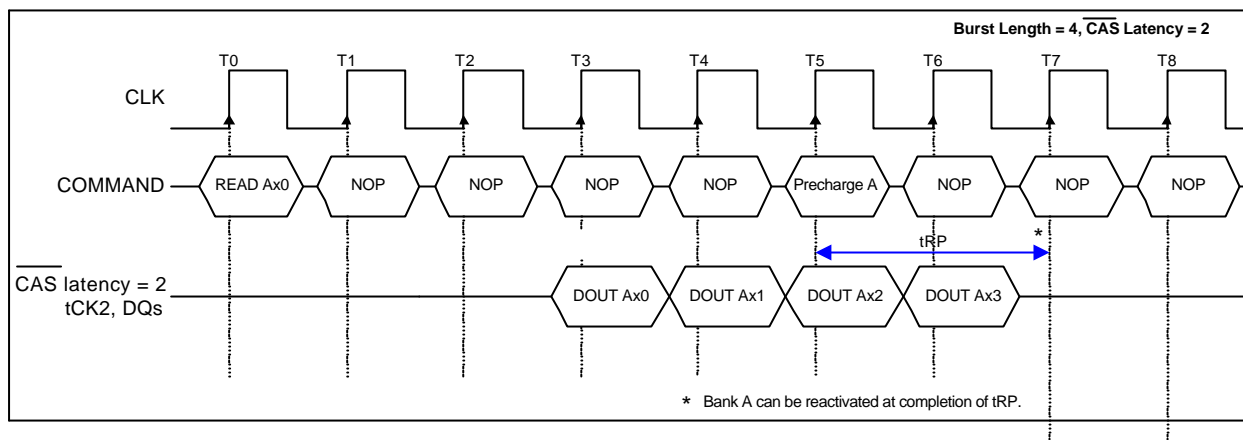 Burst Length = 4, CAS Latency = 2
T0 T1 T2 T3 T4 T5 T6 T7 T8
CLK
COMMAND READ Ax0 NOP NOP NOP NOP Precharge A NOP NOP NOP
tRP *
CAS latency = 2
tCK2, DQs
DOUT Ax0 DOUT Ax1 DOUT Ax2 DOUT Ax3
* Bank A can be reactivated at completion of tRP.